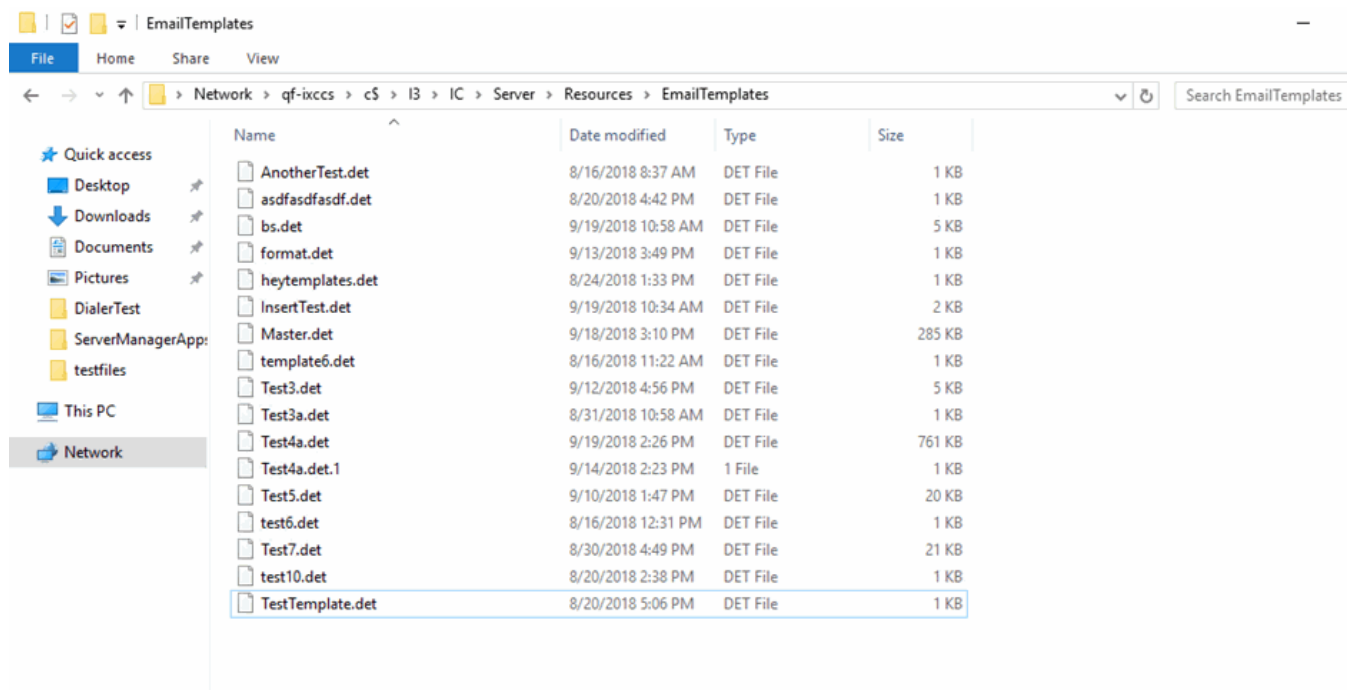 EmailTemplates
File Home Share View
Network > qf-ixccs > c$ > I3 > IC > Server > Resources > EmailTemplates Search EmailTemplates
Name Date modified Type Size
Quick access
Desktop
Downloads
Documents
Pictures
DialerTest
ServerManagerApp:
testfiles
This PC
Network
AnotherTest.det 8/16/2018 8:37 AM DET File 1 KB
asdfasdfasdf.det 8/20/2018 4:42 PM DET File 1 KB
bs.det 9/19/2018 10:58 AM DET File 5 KB
format.det 9/13/2018 3:49 PM DET File 1 KB
heytemplates.det 8/24/2018 1:33 PM DET File 1 KB
InsertTest.det 9/19/2018 10:34 AM DET File 2 KB
Master.det 9/18/2018 3:10 PM DET File 285 KB
template6.det 8/16/2018 11:22 AM DET File 1 KB
Test3.det 9/12/2018 4:56 PM DET File 5 KB
Test3a.det 8/31/2018 10:58 AM DET File 1 KB
Test4a.det 9/19/2018 2:26 PM DET File 761 KB
Test4a.det.1 9/14/2018 2:23 PM 1 File 1 KB
Test5.det 9/10/2018 1:47 PM DET File 20 KB
test6.det 8/16/2018 12:31 PM DET File 1 KB
Test7.det 8/30/2018 4:49 PM DET File 21 KB
test10.det 8/20/2018 2:38 PM DET File 1 KB
TestTemplate.det 8/20/2018 5:06 PM DET File 1 KB